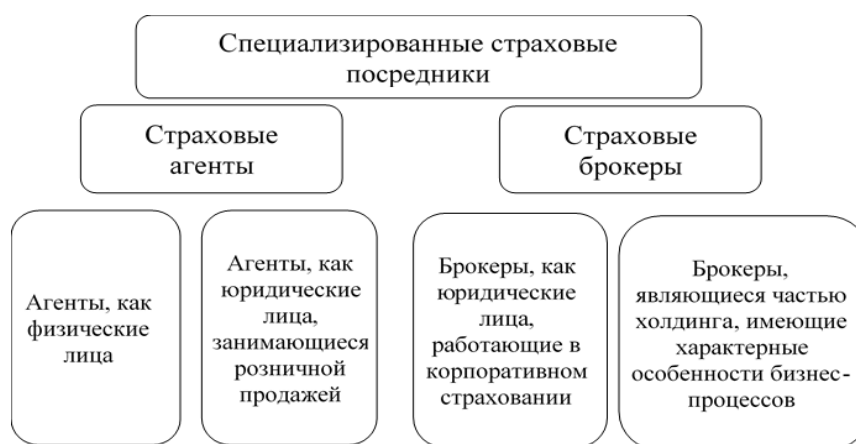 Специализированные страховые
посредники
Страховые
агенты
Страховые
брокеры
Агенты, как
физические
лица
Агенты, как
юридические
лица,
занимающиеся
розничной
продажей
Брокеры, как
юридические
лица,
работающие в
корпоративном
страховании
Брокеры,
являющиеся частью
холдинга, имеющие
характерные
особенности бизнес-
процессов